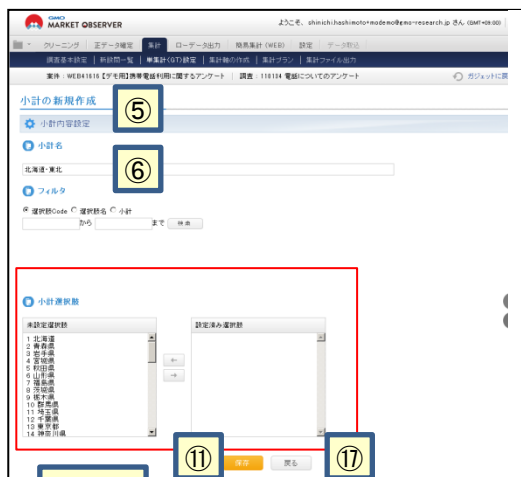 GMO
MARKET OBSERVER
ようこそ、shinichi.hashimoto+mademo@gmo-research.jp さん (GMT+09:00)
クリーニング 正データ確定 集計 ローデータ出力 簡易集計 (WEB) 設定 データ取込
調査基本設定 | 新設問一覧 | 単集計(GT)設定 | 集計軸の作成 | 集計プラン | 集計ファイル出力
案件 : WEB41616 【デモ用】携帯電話利用に関するアンケート | 調査 : 118134 電話についてのアンケート
ガジェットに戻
小計の新規作成
⑤
小計内容設定
小計名
⑥
北海道・東北
フィルタ
選択肢Code 選択肢名 小計
から まで 検索
小計選択肢
未設定選択肢 設定済み選択肢
1 北海道
2 青森県
3 岩手県
4 宮城県
5 秋田県
6 山形県
7 福島県
8 茨城県
9 栃木県
10 群馬県
11 埼玉県
12 千葉県
13 東京都
14 神奈川県
←
→
⑪ 保存 戻る ⑰